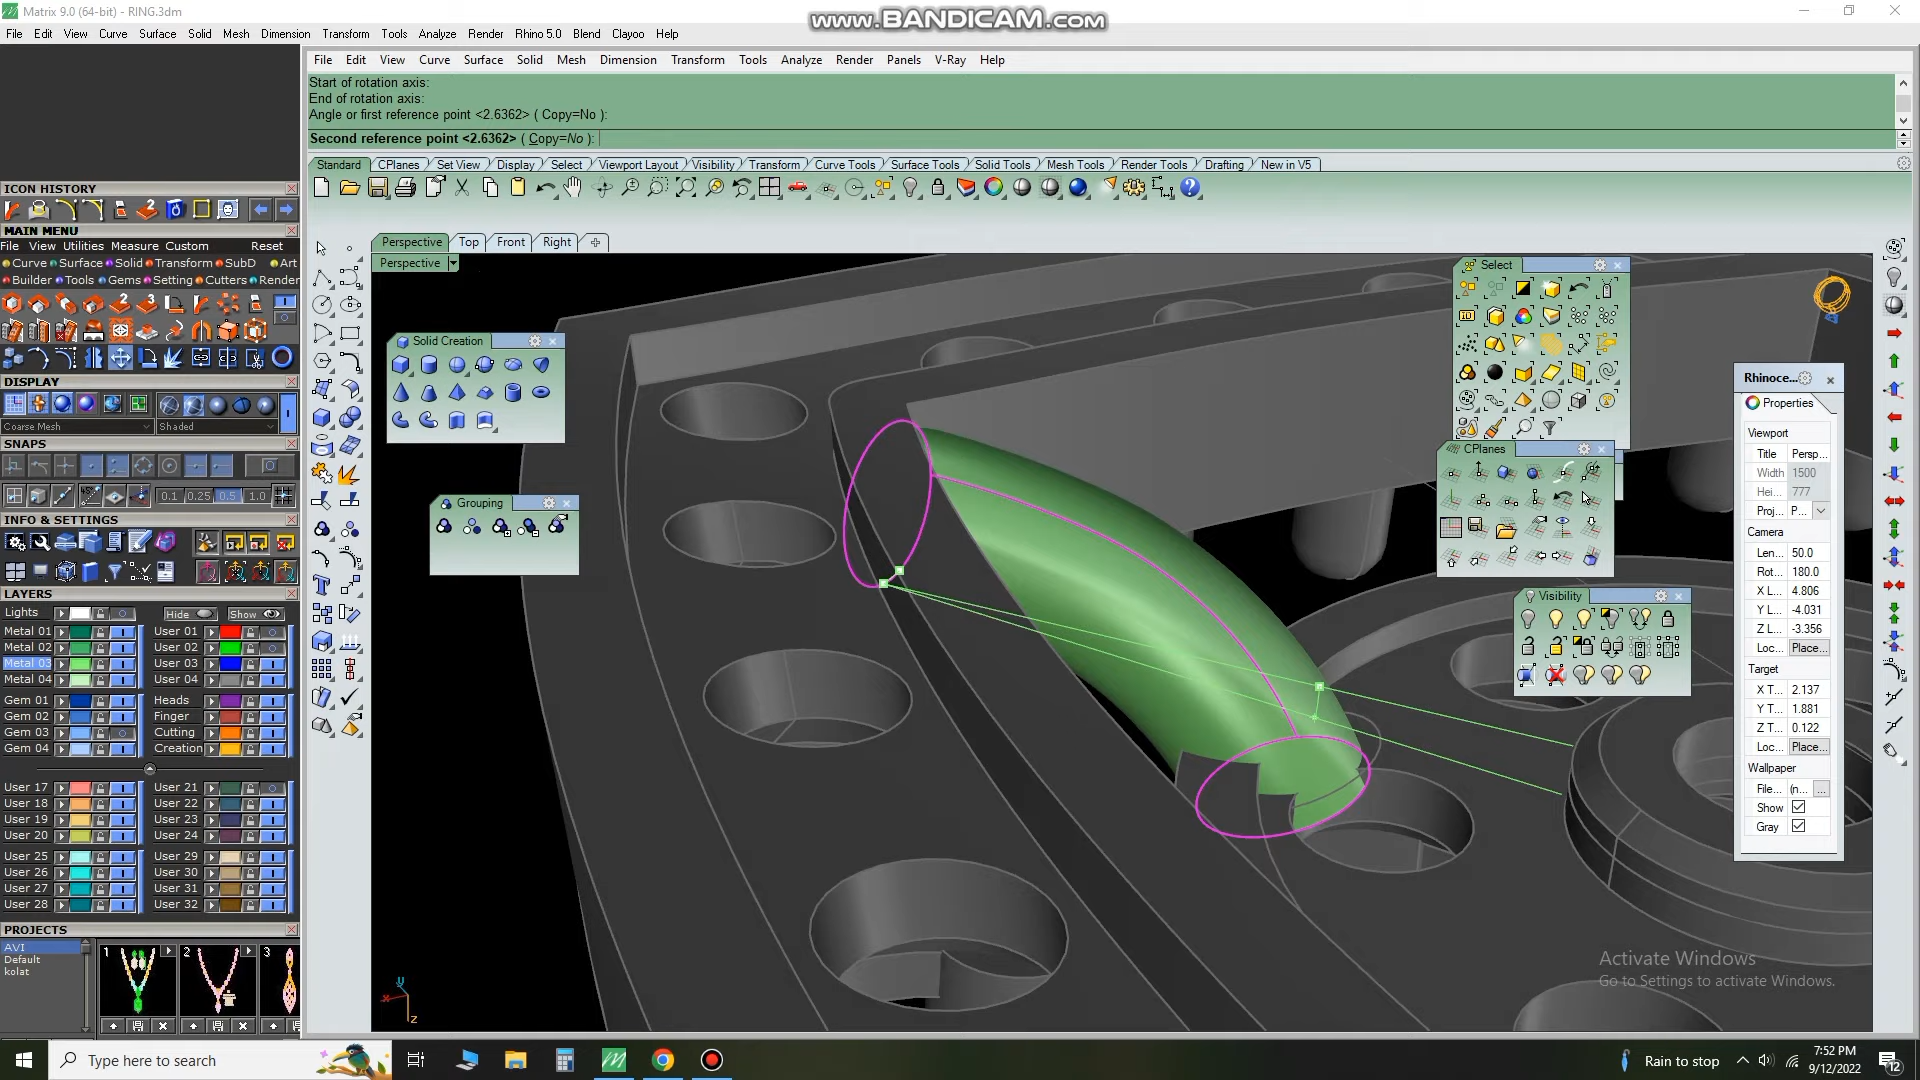 Matrix 9.0 (64-bit) - RING.3dm
www.BANDICAM.com
File Edit View Curve Surface Solid Mesh Dimension Transform Tools Analyze Render Rhino 5.0 Blend Clayoo Help
File Edit View Curve Surface Solid Mesh Dimension Transform Tools Analyze Render Panels V-Ray Help
Start of rotation axis:
End of rotation axis:
Angle or first reference point <2.6362> ( Copy=No ):
Second reference point <2.6362> ( Copy=No ):
Standard CPlanes Set View Display Select Viewport Layout Visibility Transform Curve Tools Surface Tools Solid Tools Mesh Tools Render Tools Drafting New in V5
ICON HISTORY
MAIN MENU
File View Utilities Measure Custom Reset
Curve Surface Solid Transform SubD Art
Builder Tools Gems Setting Cutters Render
DISPLAY
Coarse Mesh Shaded
SNAPS
0.1 0.25 0.5 1.0
INFO & SETTINGS
LAYERS
Lights Hide Show
Metal 01 User 01
Metal 02 User 02
Metal 03 User 03
Metal 04 User 04
Gem 01 Heads
Gem 02 Finger
Gem 03 Cutting
Gem 04 Creation
User 17 User 21
User 18 User 22
User 19 User 23
User 20 User 24
User 25 User 29
User 26 User 30
User 27 User 31
User 28 User 32
PROJECTS
AVI
Default
kolat
1 2 3
Perspective Top Front Right
Perspective
Solid Creation
Grouping
Select
CPlanes
Visibility
Rhinoce...
Properties
Viewport
Title Persp...
Width 1500
Hei... 777
Proj... P...
Camera
Len... 50.0
Rot... 180.0
X L... 4.806
Y L... -4.031
Z L... -3.356
Loc... Place...
Target
X T... 2.137
Y T... 1.881
Z T... 0.122
Loc... Place...
Wallpaper
File... (n... ...
Show
Gray
y
x
z
Activate Windows
Go to Settings to activate Windows.
Type here to search
Rain to stop
7:52 PM
9/12/2022
12